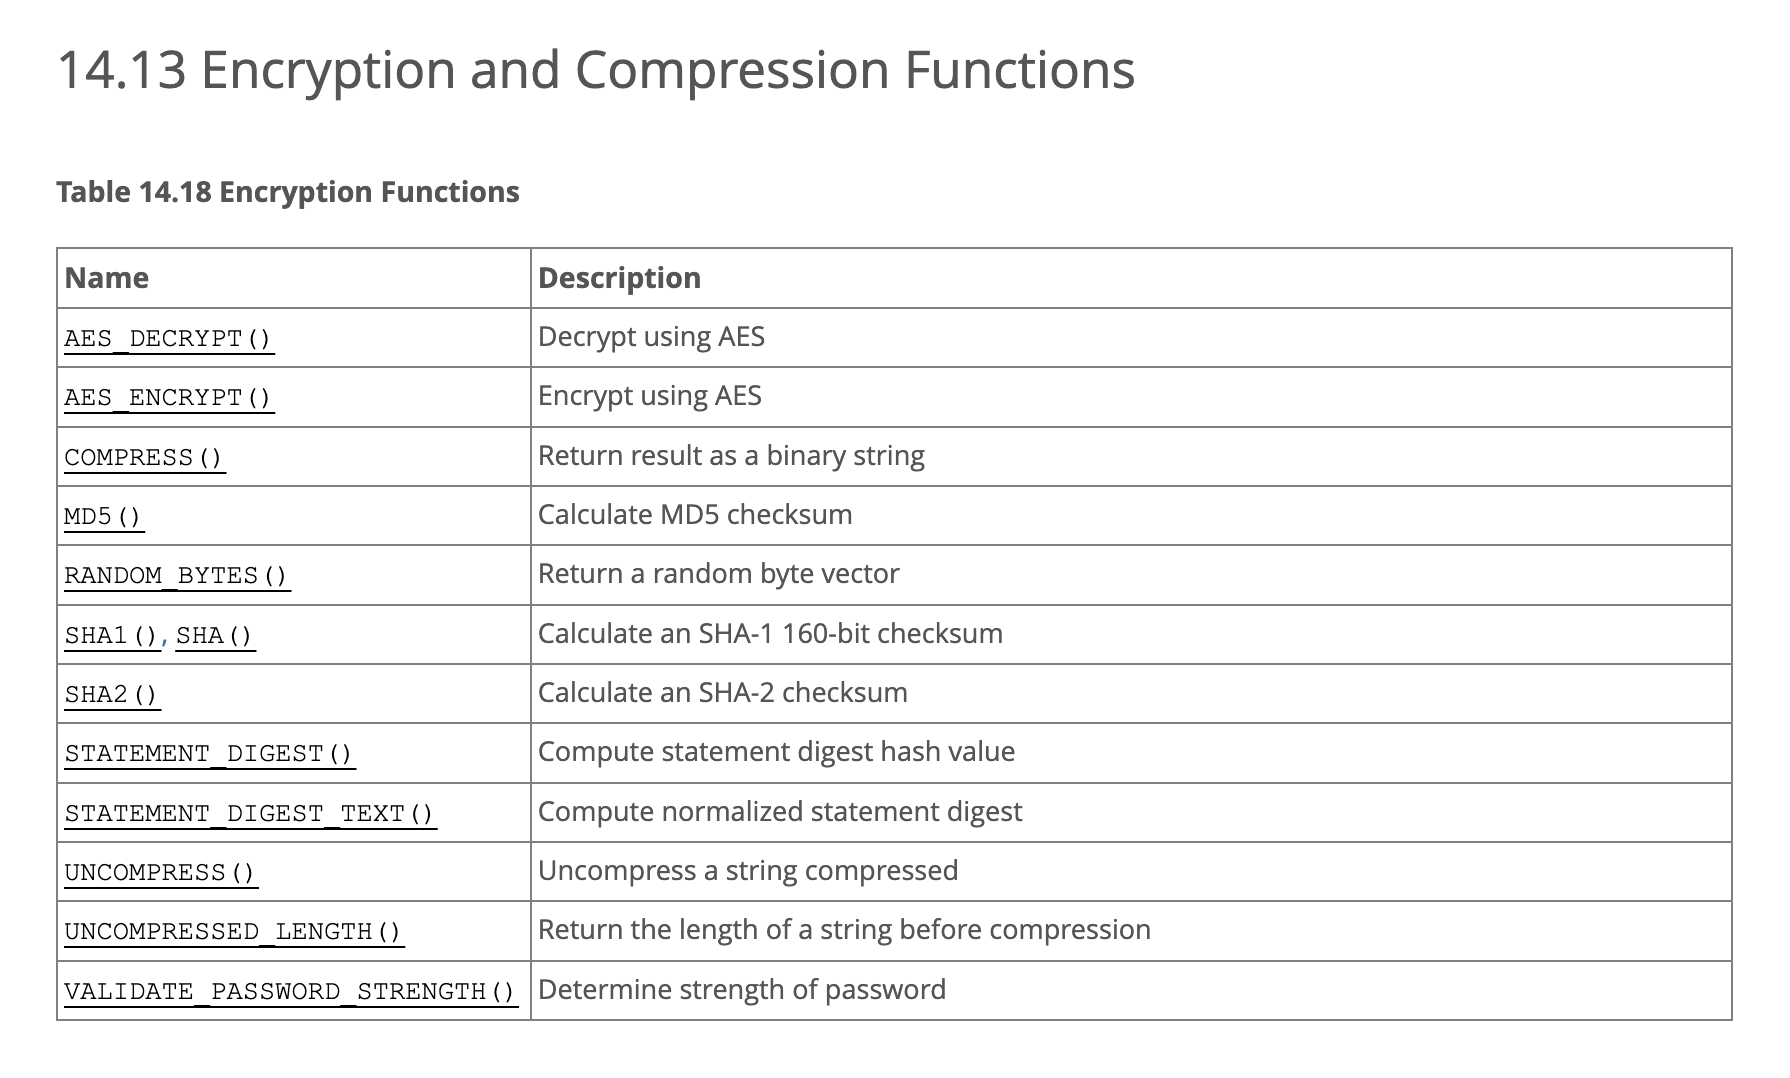 14.13 Encryption and Compression Functions
Table 14.18 Encryption Functions
Name Description
AES_DECRYPT() Decrypt using AES
AES_ENCRYPT() Encrypt using AES
COMPRESS() Return result as a binary string
MD5() Calculate MD5 checksum
RANDOM_BYTES() Return a random byte vector
SHA1(), SHA() Calculate an SHA-1 160-bit checksum
SHA2() Calculate an SHA-2 checksum
STATEMENT_DIGEST() Compute statement digest hash value
STATEMENT_DIGEST_TEXT() Compute normalized statement digest
UNCOMPRESS() Uncompress a string compressed
UNCOMPRESSED_LENGTH() Return the length of a string before compression
VALIDATE_PASSWORD_STRENGTH() Determine strength of password